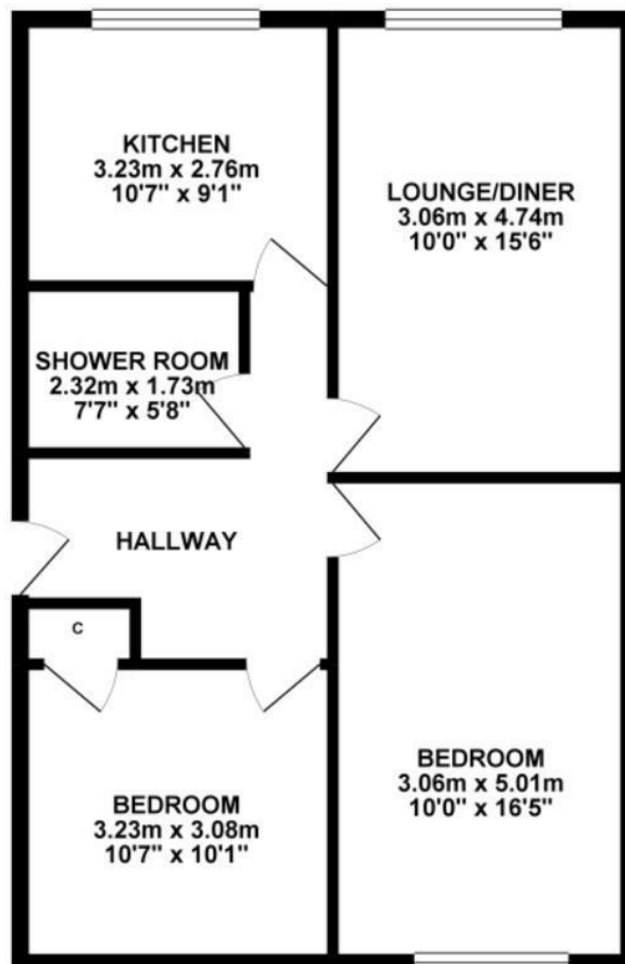 KITCHEN
3.23m x 2.76m
10'7" x 9'1"
LOUNGE/DINER
3.06m x 4.74m
10'0" x 15'6"
SHOWER ROOM
2.32m x 1.73m
7'7" x 5'8"
HALLWAY
C
BEDROOM
3.06m x 5.01m
10'0" x 16'5"
BEDROOM
3.23m x 3.08m
10'7" x 10'1"